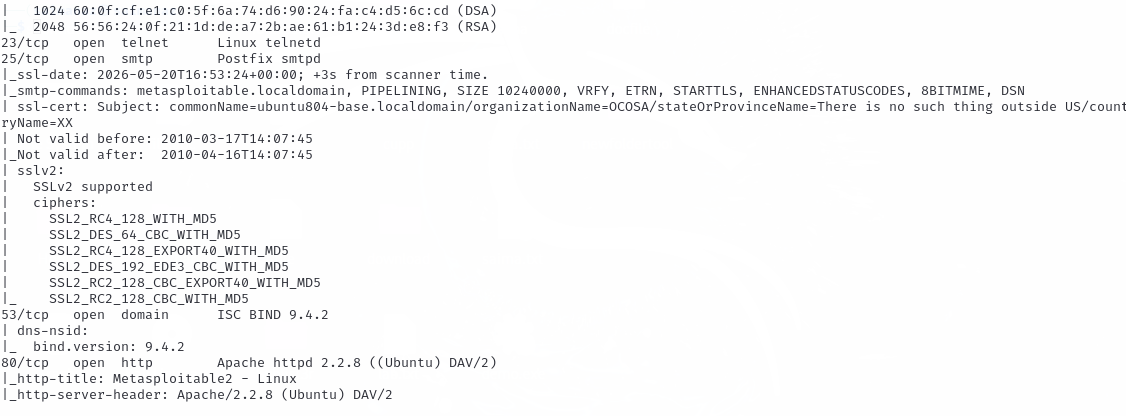 |   1024 60:0f:cf:e1:c0:5f:6a:74:d6:90:24:fa:c4:d5:6c:cd (DSA)
|_  2048 56:56:24:0f:21:1d:de:a7:2b:ae:61:b1:24:3d:e8:f3 (RSA)
23/tcp   open  telnet      Linux telnetd
25/tcp   open  smtp        Postfix smtpd
|_ssl-date: 2026-05-20T16:53:24+00:00; +3s from scanner time.
|_smtp-commands: metasploitable.localdomain, PIPELINING, SIZE 10240000, VRFY, ETRN, STARTTLS, ENHANCEDSTATUSCODES, 8BITMIME, DSN
| ssl-cert: Subject: commonName=ubuntu804-base.localdomain/organizationName=OCOSA/stateOrProvinceName=There is no such thing outside US/count
ryName=XX
| Not valid before: 2010-03-17T14:07:45
|_Not valid after:  2010-04-16T14:07:45
| sslv2:
|   SSLv2 supported
|   ciphers:
|     SSL2_RC4_128_WITH_MD5
|     SSL2_DES_64_CBC_WITH_MD5
|     SSL2_RC4_128_EXPORT40_WITH_MD5
|     SSL2_DES_192_EDE3_CBC_WITH_MD5
|     SSL2_RC2_128_CBC_EXPORT40_WITH_MD5
|_    SSL2_RC2_128_CBC_WITH_MD5
53/tcp   open  domain      ISC BIND 9.4.2
| dns-nsid:
|_  bind.version: 9.4.2
80/tcp   open  http        Apache httpd 2.2.8 ((Ubuntu) DAV/2)
|_http-title: Metasploitable2 - Linux
|_http-server-header: Apache/2.2.8 (Ubuntu) DAV/2